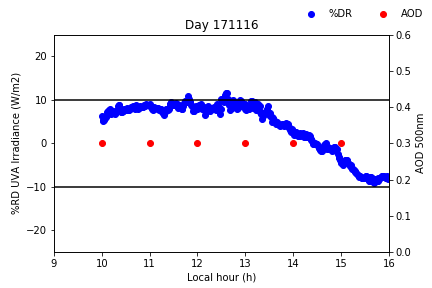 %DR AOD
Day 171116
%RD UVA Irradiance (W/m2)
20
10
0
−10
−20
0.6
0.5
0.4
0.3
0.2
0.1
0.0
AOD 500nm
9 10 11 12 13 14 15 16
Local hour (h)